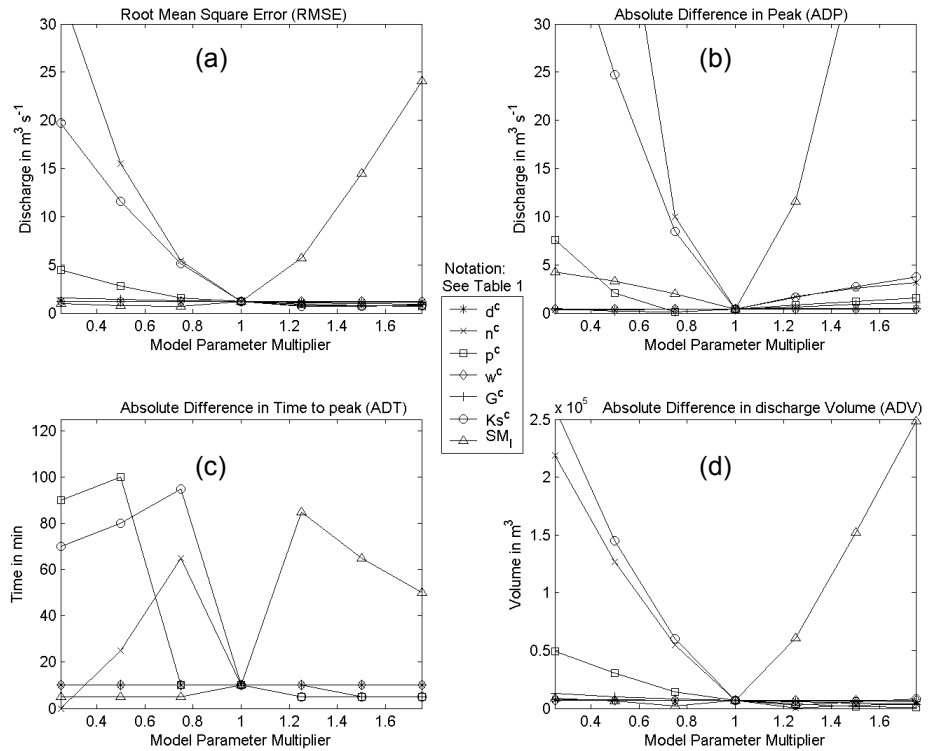 Root Mean Square Error (RMSE)
(a)
Discharge in m³ s⁻¹
30
25
20
15
10
5
0
0.4 0.6 0.8 1 1.2 1.4 1.6
Model Parameter Multiplier
Absolute Difference in Peak (ADP)
(b)
Discharge in m³ s⁻¹
30
25
20
15
10
5
0
0.4 0.6 0.8 1 1.2 1.4 1.6
Model Parameter Multiplier
Notation:
See Table 1
dᶜ
nᶜ
pᶜ
wᶜ
Gᶜ
Ksᶜ
SM_I
Absolute Difference in Time to peak (ADT)
(c)
Time in min
120
100
80
60
40
20
0
0.4 0.6 0.8 1 1.2 1.4 1.6
Model Parameter Multiplier
x 10⁵ Absolute Difference in discharge Volume (ADV)
(d)
Volume in m³
2.5
2
1.5
1
0.5
0
0.4 0.6 0.8 1 1.2 1.4 1.6
Model Parameter Multiplier